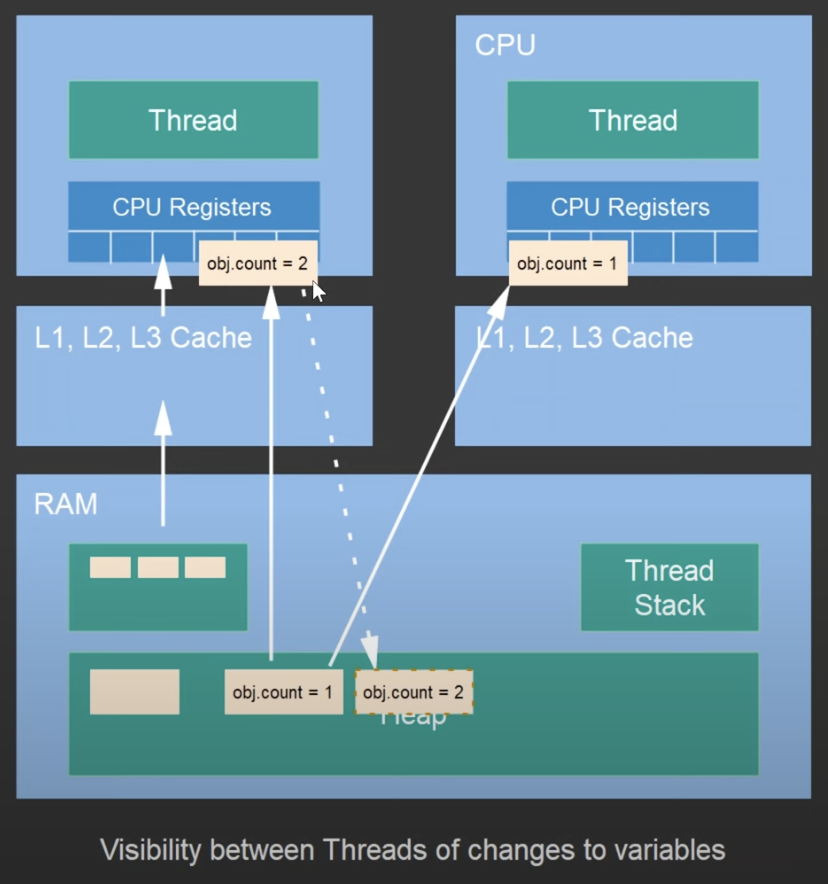 CPU
Thread
Thread
CPU Registers
CPU Registers
obj.count = 2
obj.count = 1
L1, L2, L3 Cache
L1, L2, L3 Cache
RAM
Thread
Stack
obj.count = 1
obj.count = 2
Heap
Visibility between Threads of changes to variables